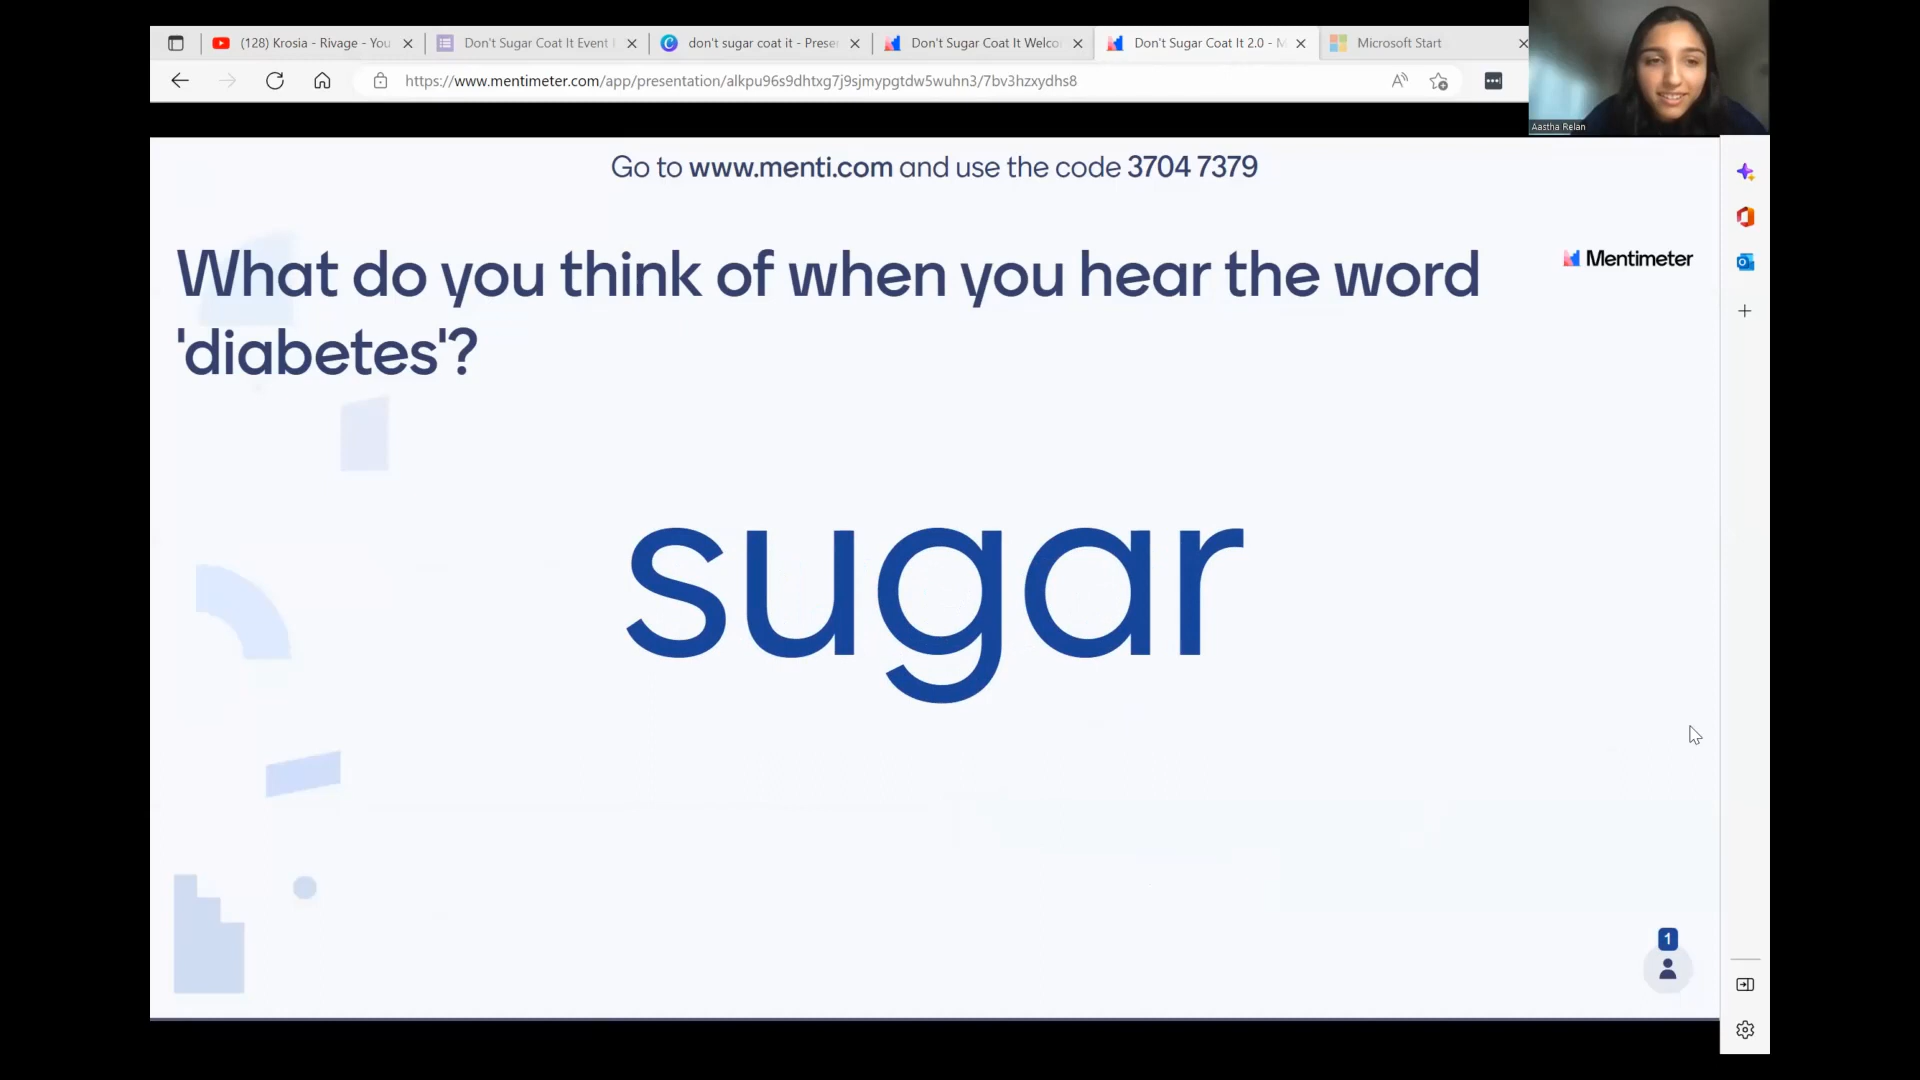 (128) Krosia - Rivage - You
Don't Sugar Coat It Event
don't sugar coat it - Prese
Don't Sugar Coat It Welco
Don't Sugar Coat It 2.0 - M
Microsoft Start
https://www.mentimeter.com/app/presentation/alkpu96s9dhtxg7j9sjmypgtdw5wuhn3/7bv3hzxydhs8
Aastha Relan
Go to www.menti.com and use the code 3704 7379
What do you think of when you hear the word
'diabetes'?
Mentimeter
sugar
1